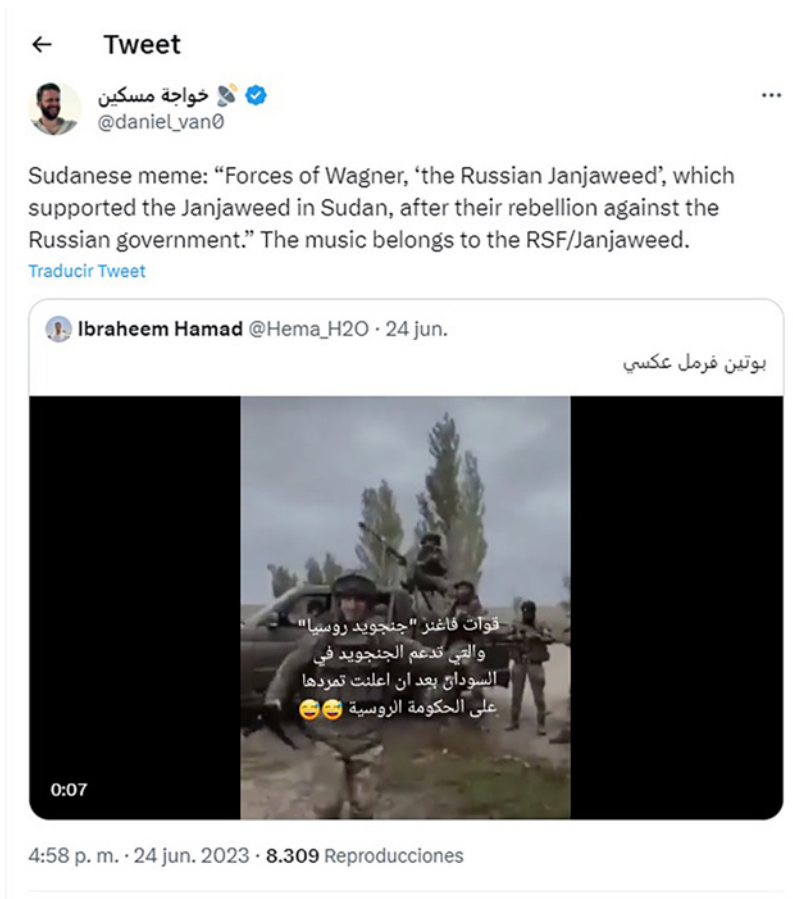 Tweet
خواجة مسكين
@daniel_van0
Sudanese meme: “Forces of Wagner, ‘the Russian Janjaweed’, which
supported the Janjaweed in Sudan, after their rebellion against the
Russian government.” The music belongs to the RSF/Janjaweed.
Traducir Tweet
Ibraheem Hamad @Hema_H2O · 24 jun.
بوتين فرمل عكسي
قوات فاغنر "جنجويد روسيا"
والتي تدعم الجنجويد في
السودان بعد ان اعلنت تمردها
على الحكومة الروسية 😅😅
0:07
4:58 p. m. · 24 jun. 2023 · 8.309 Reproducciones